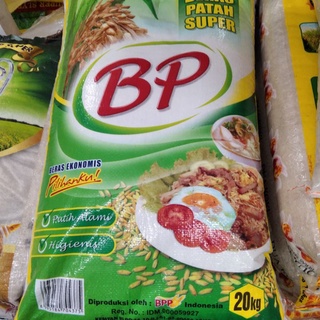 PATAH
SUPER
BP
BERAS EKONOMIS
Pilihanku!
Putih Alami
Higienis
Diproduksi oleh : BPP Indonesia
20kg